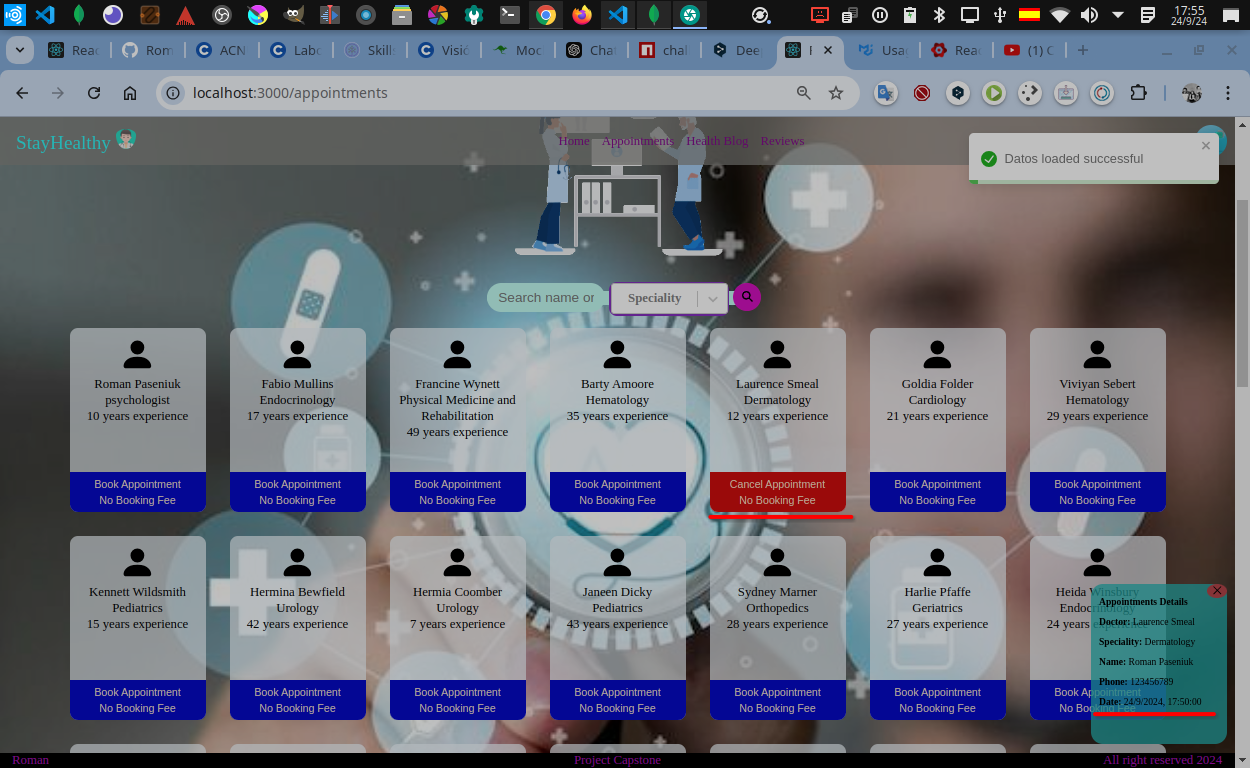 17:55
24/9/24
Reac
Rom
ACN
Labo
Skills
Visió
Moc
Chat
chal
Deep
Usa
Reac
(1) C
localhost:3000/appointments
StayHealthy
Home Appointments Health Blog Reviews
Datos loaded successful
Search name or
Speciality
Roman Paseniuk
psychologist
10 years experience
Book Appointment
No Booking Fee
Fabio Mullins
Endocrinology
17 years experience
Book Appointment
No Booking Fee
Francine Wynett
Physical Medicine and
Rehabilitation
49 years experience
Book Appointment
No Booking Fee
Barty Amoore
Hematology
35 years experience
Book Appointment
No Booking Fee
Laurence Smeal
Dermatology
12 years experience
Cancel Appointment
No Booking Fee
Goldia Folder
Cardiology
21 years experience
Book Appointment
No Booking Fee
Viviyan Sebert
Hematology
29 years experience
Book Appointment
No Booking Fee
Kennett Wildsmith
Pediatrics
15 years experience
Book Appointment
No Booking Fee
Hermina Bewfield
Urology
42 years experience
Book Appointment
No Booking Fee
Hermia Coomber
Urology
7 years experience
Book Appointment
No Booking Fee
Janeen Dicky
Pediatrics
43 years experience
Book Appointment
No Booking Fee
Sydney Marner
Orthopedics
28 years experience
Book Appointment
No Booking Fee
Harlie Pfaffe
Geriatrics
27 years experience
Book Appointment
No Booking Fee
Heida Winsbury
Endocrinology
24 years experience
Book Appointment
No Booking Fee
Appointments Details
Doctor: Laurence Smeal
Speciality: Dermatology
Name: Roman Paseniuk
Phone: 123456789
Date: 24/9/2024, 17:50:00
Roman
Project Capstone
All right reserved 2024